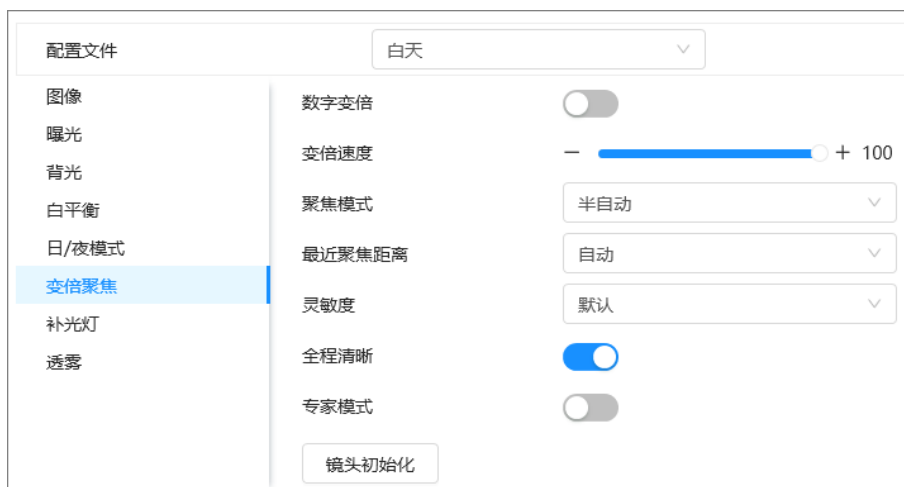 配置文件 白天
图像
曝光
背光
白平衡
日/夜模式
变倍聚焦
补光灯
透雾
数字变倍
变倍速度 − + 100
聚焦模式 半自动
最近聚焦距离 自动
灵敏度 默认
全程清晰
专家模式
镜头初始化